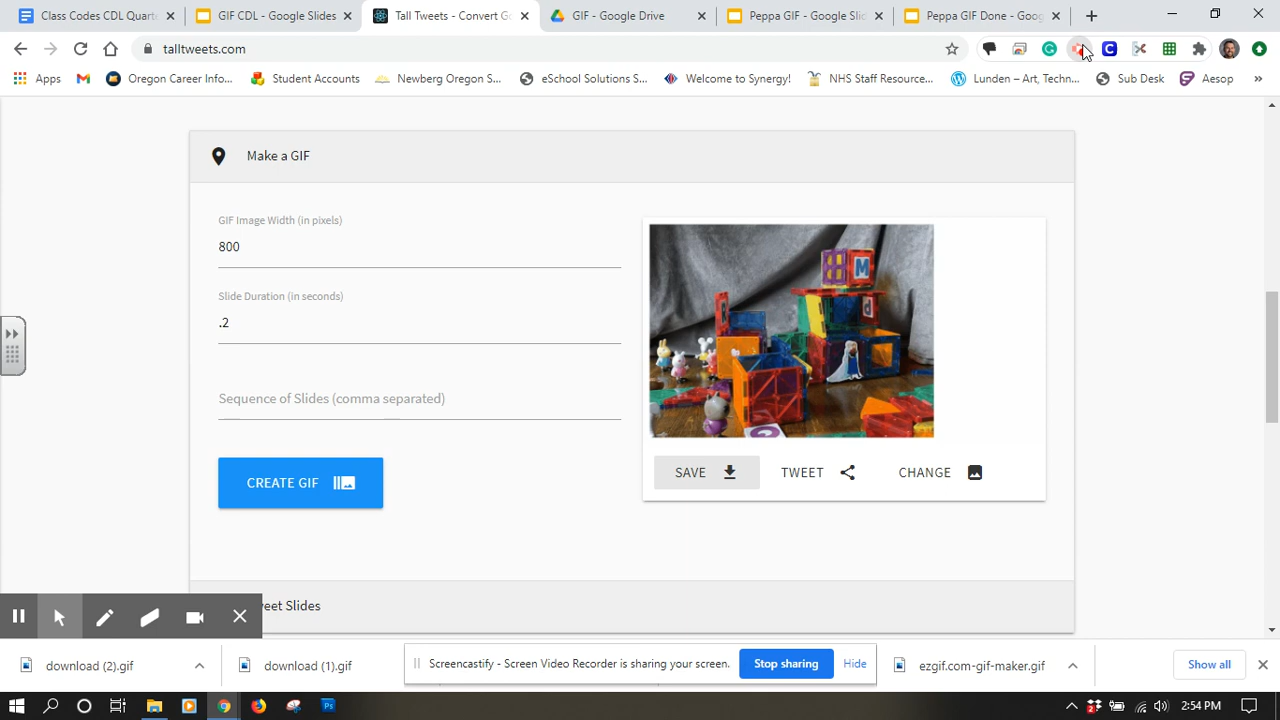 Class Codes CDL Quart
GIF CDL - Google Slides
Tall Tweets - Convert Go
GIF - Google Drive
Peppa GIF - Google Slic
Peppa GIF Done - Goog
talltweets.com
Apps
Oregon Career Info...
Student Accounts
Newberg Oregon S...
eSchool Solutions S...
Welcome to Synergy!
NHS Staff Resource...
Lunden – Art, Techn...
Sub Desk
Aesop
»
Make a GIF
GIF Image Width (in pixels)
800
Slide Duration (in seconds)
.2
Sequence of Slides (comma separated)
CREATE GIF
M
SAVE
TWEET
CHANGE
eet Slides
download (2).gif
download (1).gif
Screencastify - Screen Video Recorder is sharing your screen.
Stop sharing
Hide
ezgif.com-gif-maker.gif
Show all
2:54 PM